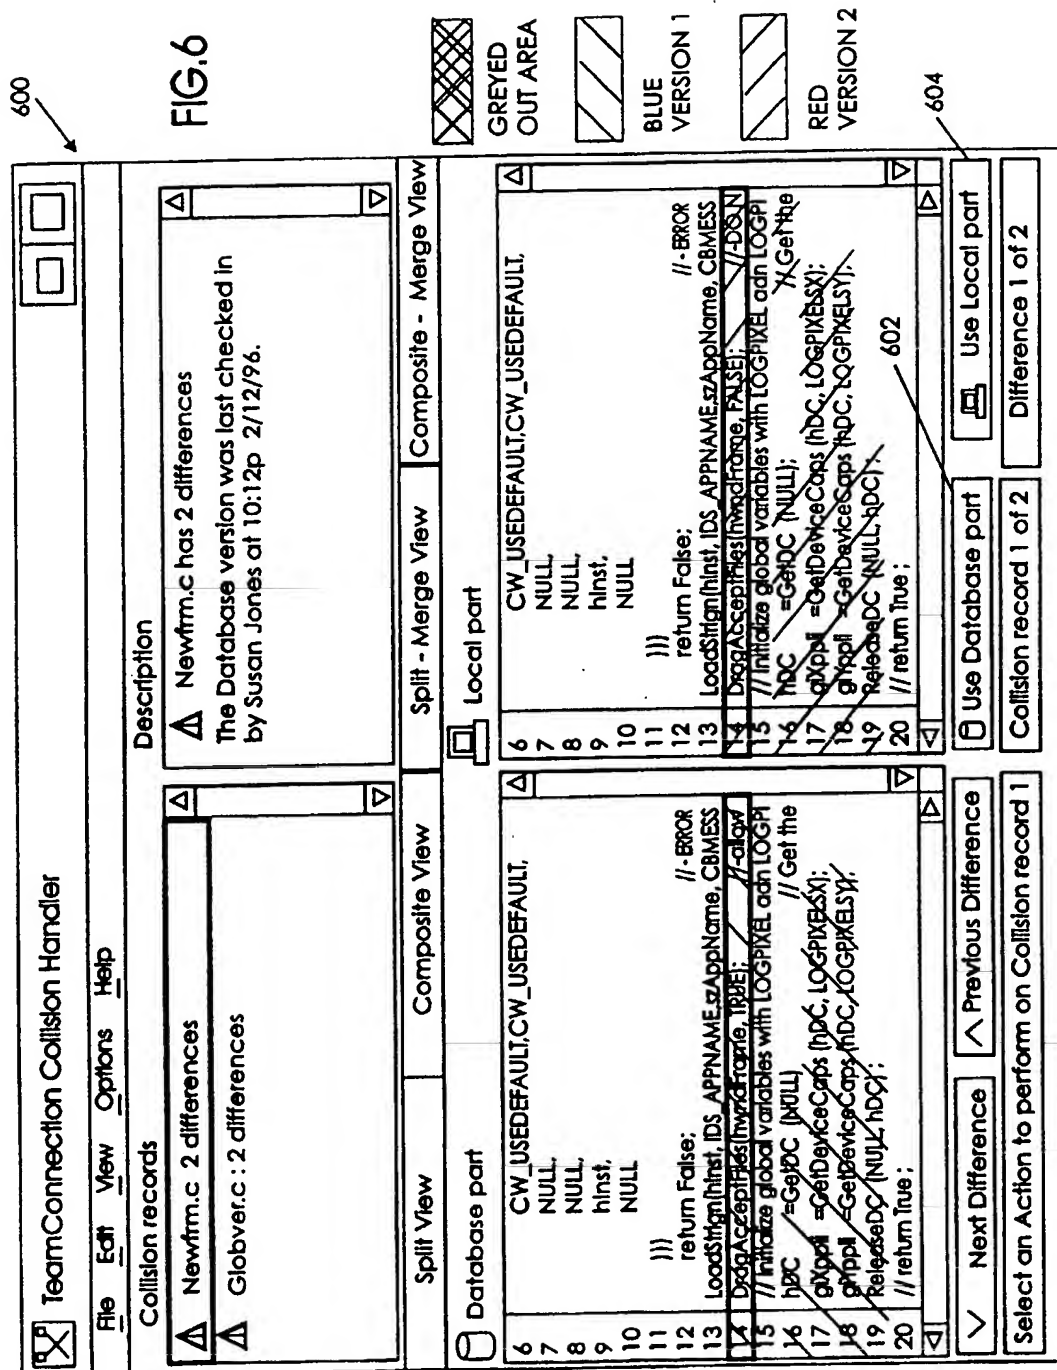 600
FIG.6
TeamConnection Collision Handler
File Edit View Options Help
Collision records
Newfrm.c 2 differences
Globver.c : 2 differences
Description
Newfrm.c has 2 differences
The Database version was last checked in
by Susan Jones at 10:12p 2/12/96.
Split View
Composite View
Split - Merge View
Composite - Merge View
Database part
6 CW_USEDEFAULT,CW_USEDEFAULT,
7 NULL,
8 NULL,
9 hInst,
10 NULL
11 )))
12 return False; //-ERROR
13 LoadStrign(hInst, IDS_APPNAME,szAppName, CBMESS
14 DragAcceptFiles(hwndFrame, TRUE); //-allow
15 // Initialize global variables with LOGPIXEL adn LOGPI
16 hDC =GetDC (NULL) // Get the
17 glXppli =GetDeviceCaps (hDC, LOGPIXELSX);
18 glYppli =GetDeviceCaps (hDC, LOGPIXELSY);
19 ReleaseDC (NULL, hDC) ;
20 // return True ;
Local part
6 CW_USEDEFAULT,CW_USEDEFAULT,
7 NULL,
8 NULL,
9 hInst,
10 NULL
11 )))
12 return False; //-ERROR
13 LoadStrign(hInst, IDS_APPNAME,szAppName, CBMESS
14 DragAcceptFiles(hwndFrame, FALSE); //-DO N
15 // Initialize global variables with LOGPIXEL adn LOGPI
16 hDC =GetDC (NULL); // Get the
17 glXppli =GetDeviceCaps (hDC, LOGPIXELSX);
18 glYppli =GetDeviceCaps (hDC, LOGPIXELSY);
19 ReleaseDC (NULL, hDC) ;
20 // return True ;
602
Next Difference
Previous Difference
Use Database part
Use Local part
604
Select an Action to perform on Collision record 1
Collision record 1 of 2
Difference 1 of 2
GREYED
OUT AREA
BLUE
VERSION 1
RED
VERSION 2